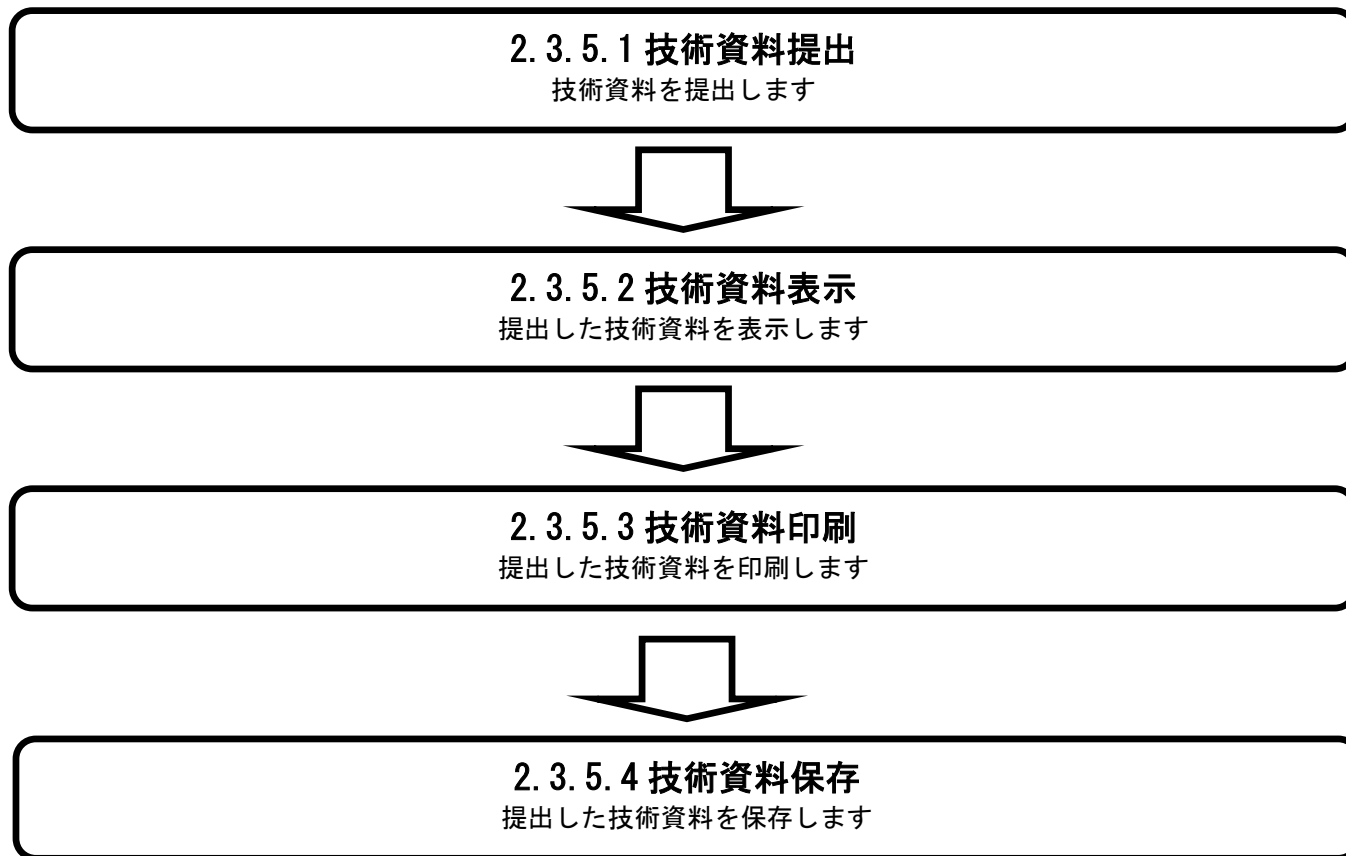 2.3.5.1技術資料提出
技術資料を提出します
2.3.5.2技術資料表示
提出した技術資料を表示します
2.3.5.3技術資料印刷
提出した技術資料を印刷します
2.3.5.4技術資料保存
提出した技術資料を保存します